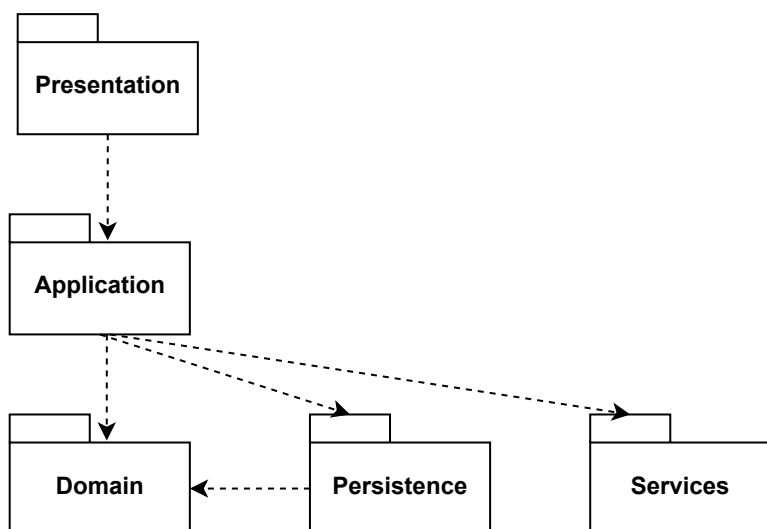 Presentation
Application
Domain
Persistence
Services